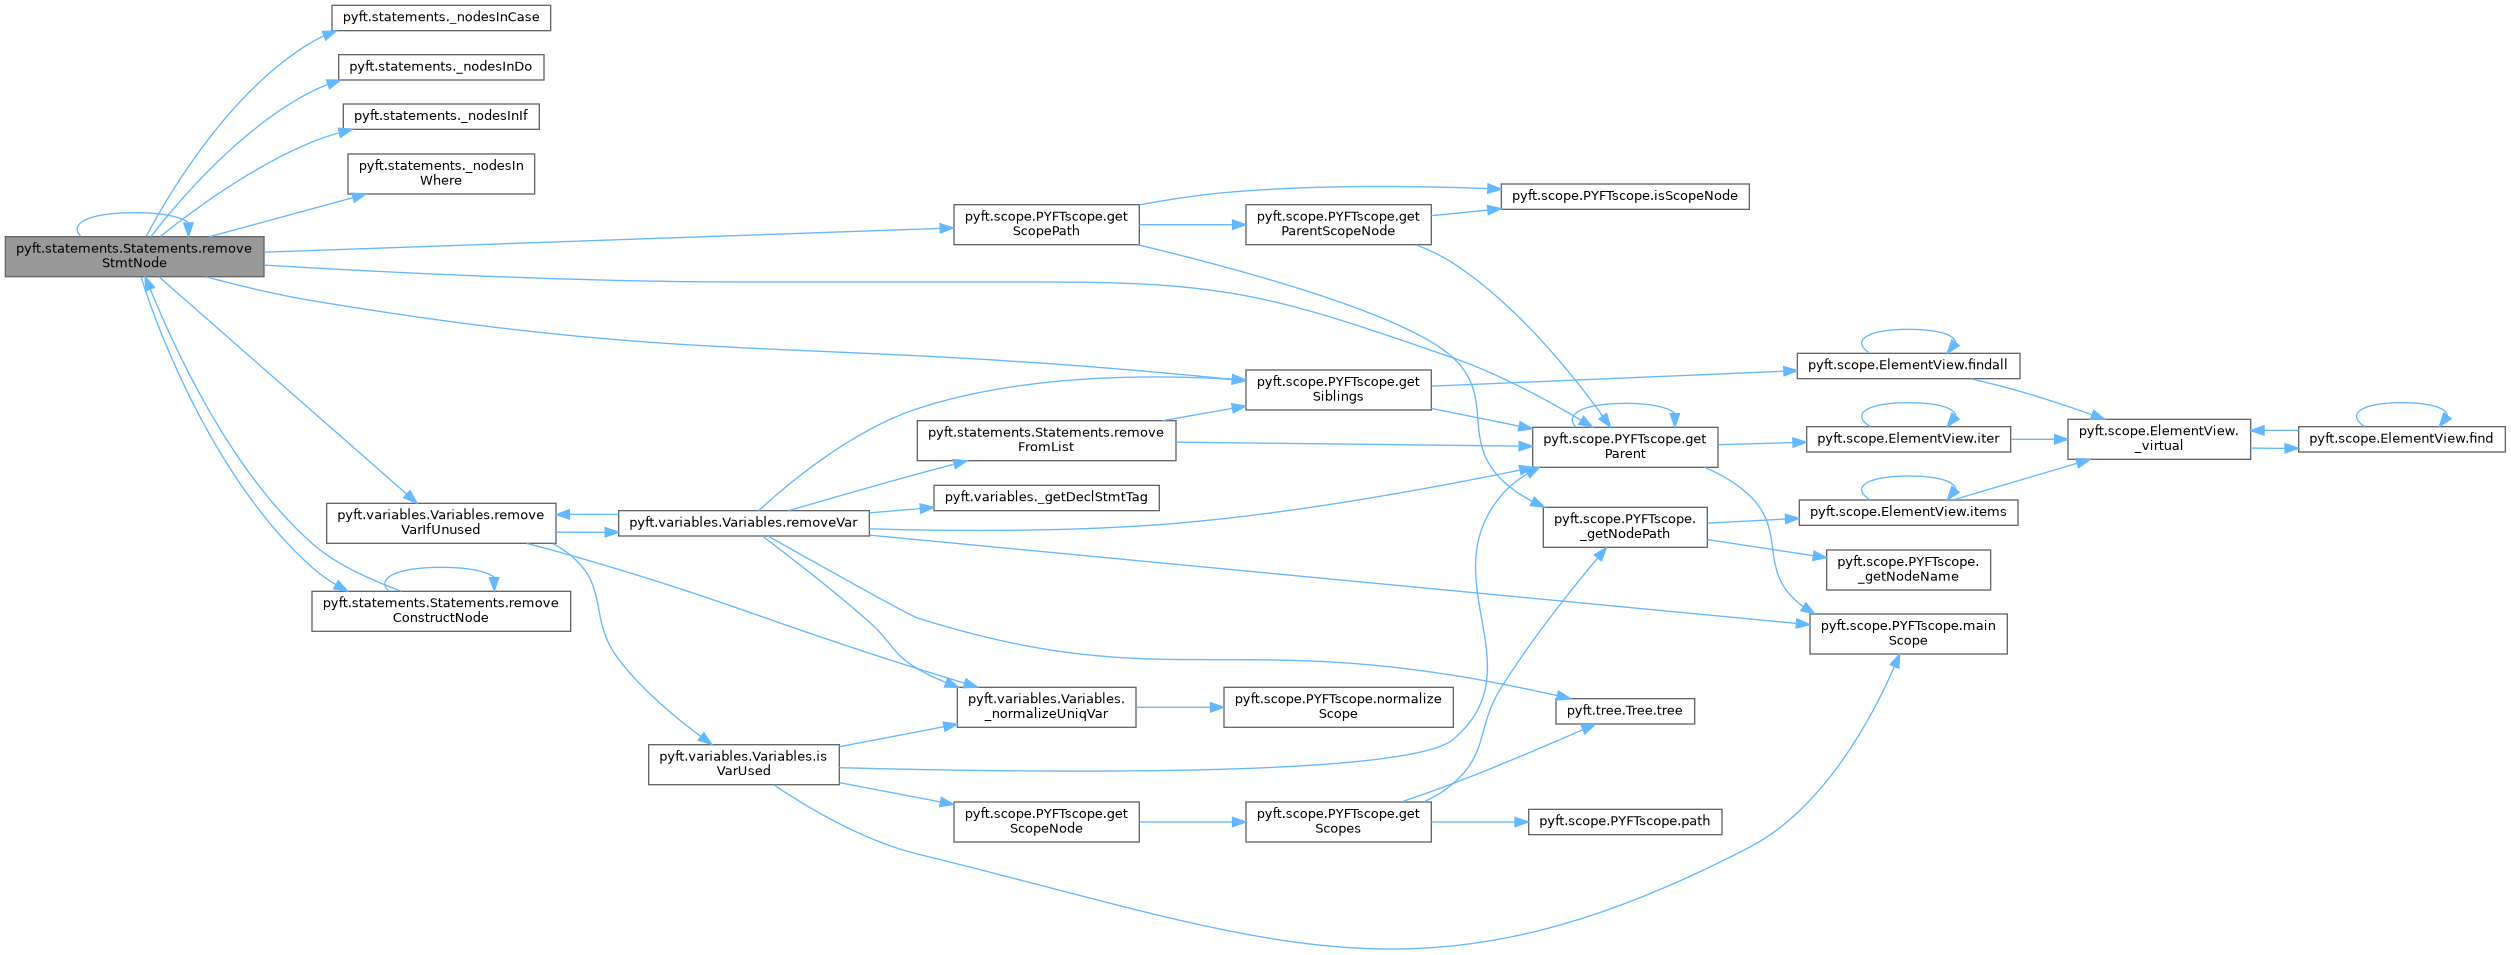 pyft.statements._nodesInCase
pyft.statements._nodesInDo
pyft.statements._nodesInIf
pyft.statements._nodesIn
Where
pyft.statements.Statements.remove
StmtNode
pyft.scope.PYFTscope.get
ScopePath
pyft.scope.PYFTscope.get
ParentScopeNode
pyft.scope.PYFTscope.isScopeNode
pyft.scope.PYFTscope.get
Siblings
pyft.scope.ElementView.findall
pyft.statements.Statements.remove
FromList
pyft.scope.PYFTscope.get
Parent
pyft.scope.ElementView.iter
pyft.scope.ElementView.
_virtual
pyft.scope.ElementView.find
pyft.variables._getDeclStmtTag
pyft.variables.Variables.remove
VarIfUnused
pyft.variables.Variables.removeVar
pyft.scope.PYFTscope.
_getNodePath
pyft.scope.ElementView.items
pyft.scope.PYFTscope.
_getNodeName
pyft.statements.Statements.remove
ConstructNode
pyft.scope.PYFTscope.main
Scope
pyft.variables.Variables.
_normalizeUniqVar
pyft.scope.PYFTscope.normalize
Scope
pyft.tree.Tree.tree
pyft.variables.Variables.is
VarUsed
pyft.scope.PYFTscope.get
ScopeNode
pyft.scope.PYFTscope.get
Scopes
pyft.scope.PYFTscope.path